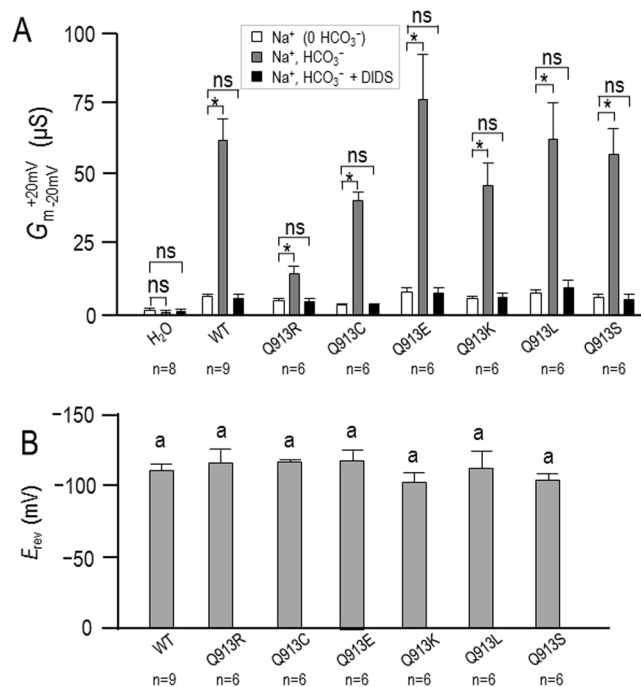 A
Na⁺ (0 HCO₃⁻)
Na⁺, HCO₃⁻
Na⁺, HCO₃⁻ + DIDS
G m -20mV +20mV (µS)
100
75
50
25
0
ns
ns
ns
*
ns
*
ns
*
ns
*
ns
*
ns
*
ns
*
H₂O
WT
Q913R
Q913C
Q913E
Q913K
Q913L
Q913S
n=8
n=9
n=6
n=6
n=6
n=6
n=6
n=6
B
E rev (mV)
−150
−100
−50
0
a
a
a
a
a
a
a
WT
Q913R
Q913C
Q913E
Q913K
Q913L
Q913S
n=9
n=6
n=6
n=6
n=6
n=6
n=6